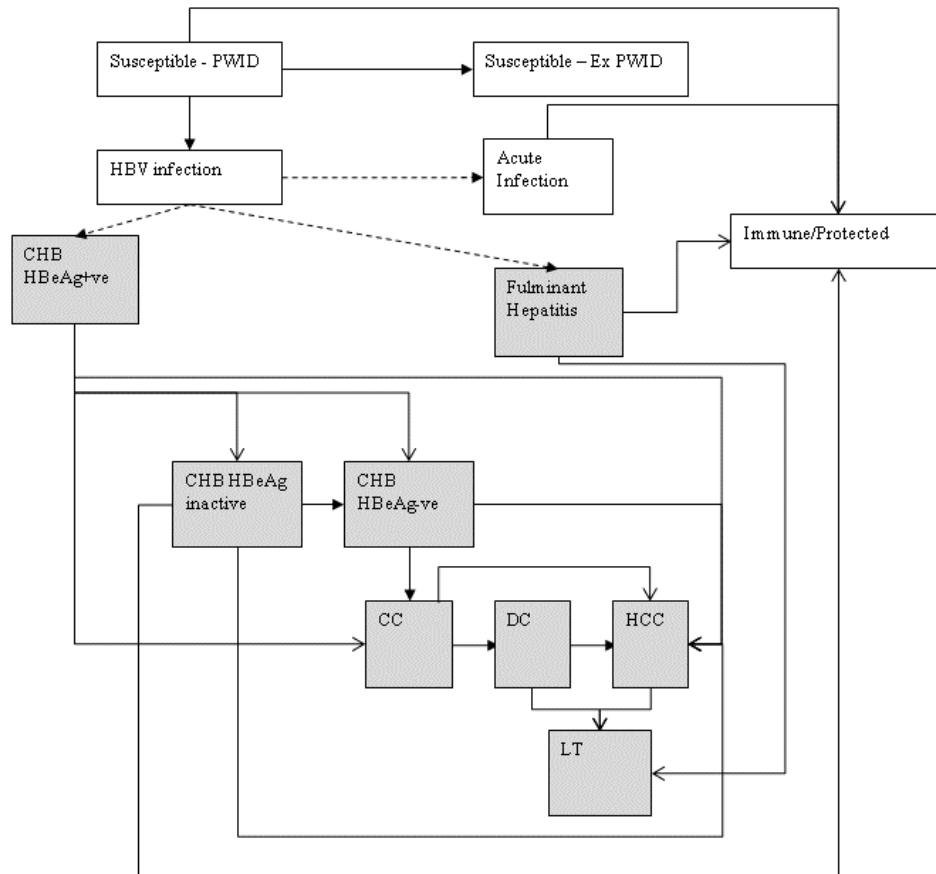 Susceptible - PWID
Susceptible – Ex PWID
HBV infection
Acute
Infection
Immune/Protected
CHB
HBeAg+ve
Fulminant
Hepatitis
CHB HBeAg
inactive
CHB
HBeAg-ve
CC
DC
HCC
LT